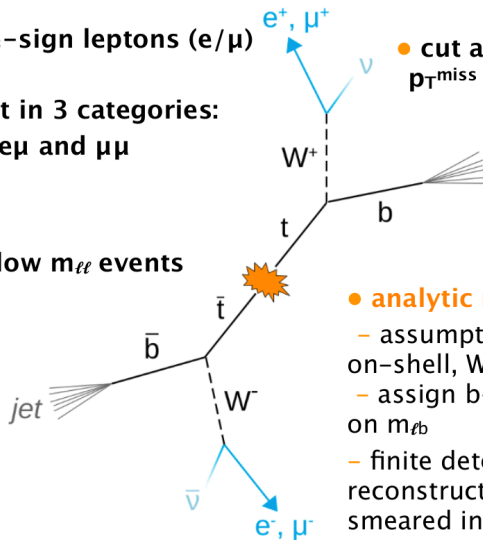 -sign leptons (e/μ)
e⁺, μ⁺
● cut a
pTmiss
ν
t in 3 categories:
eμ and μμ
W⁺
b
t
low mℓℓ events
t̄
● analytic
– assumpt
on-shell, W
– assign b-
on mℓb
– finite dete
reconstruct
smeared in
b̄
jet
W⁻
ν̄
e⁻, μ⁻